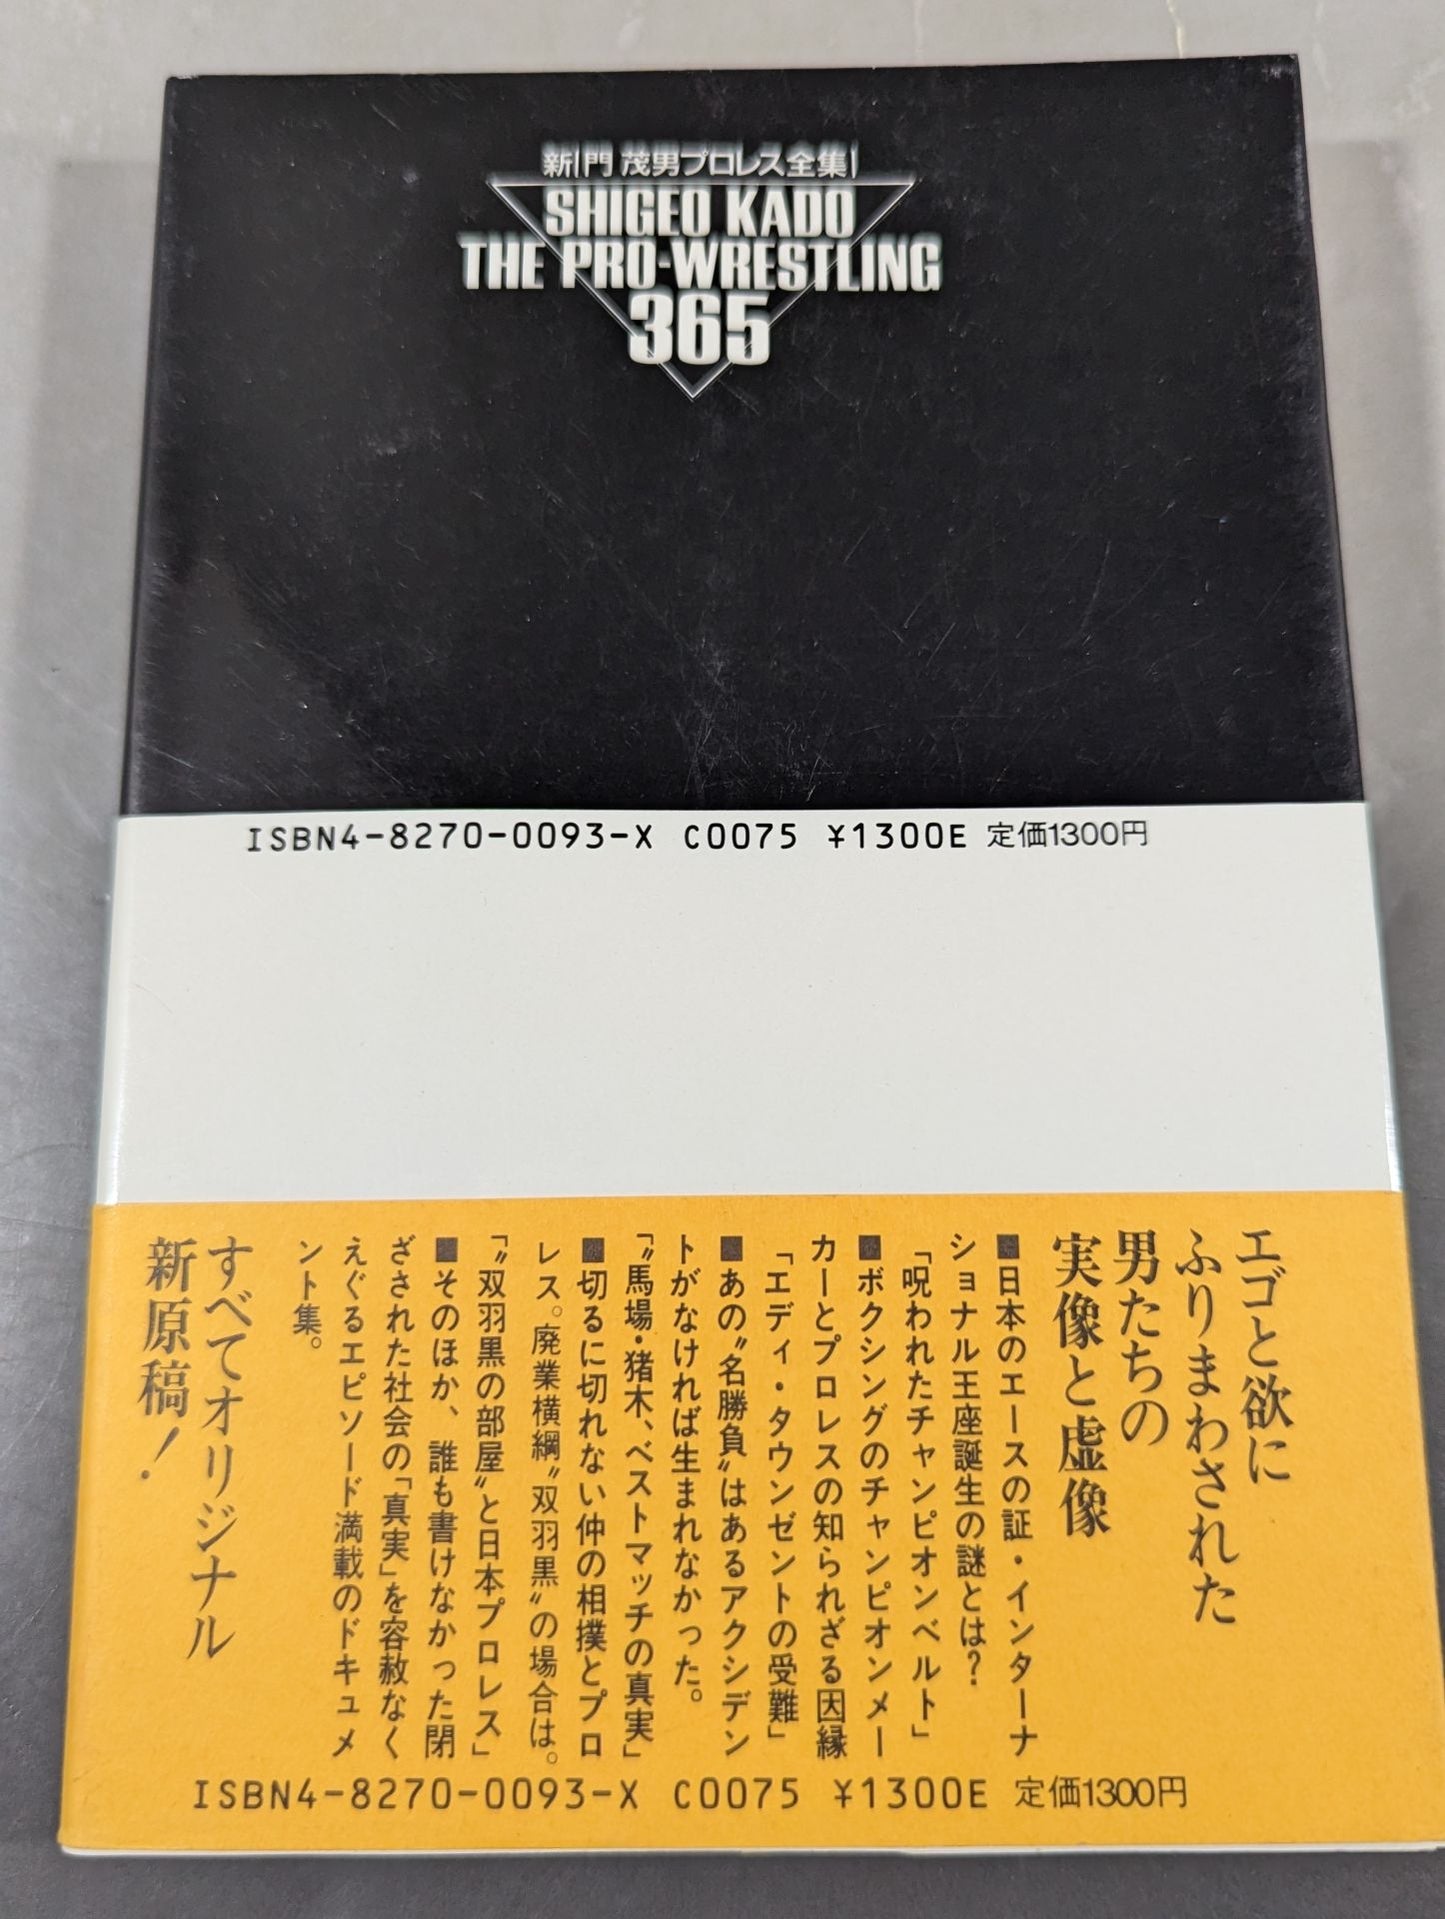 新門 茂男プロレス全集1
SHIGEO KADO
THE PRO-WRESTLING
365
ISBN4-8270-0093-X C0075 ¥1300E 定価1300円
エゴと欲に
ふりまわされた
男たちの
実像と虚像
■日本のエースの証・インターナ
ショナル王座誕生の謎とは?
「呪われたチャンピオンベルト」
■ボクシングのチャンピオンメー
カーとプロレスの知られざる因縁
「エディ・タウンゼントの受難」
■あの〝名勝負〟はあるアクシデン
トがなければ生まれなかった。
「〝馬場・猪木、ベストマッチの真実」
■切るに切れない仲の相撲とプロ
レス。廃業横綱〝双羽黒〟の場合は。
「〝双羽黒の部屋〟と日本プロレス」
■そのほか、誰も書けなかった閉
ざされた社会の「真実」を容赦なく
えぐるエピソード満載のドキュメ
ント集。
すべてオリジナル
新原稿!
ISBN4-8270-0093-X C0075 ¥1300E 定価1300円